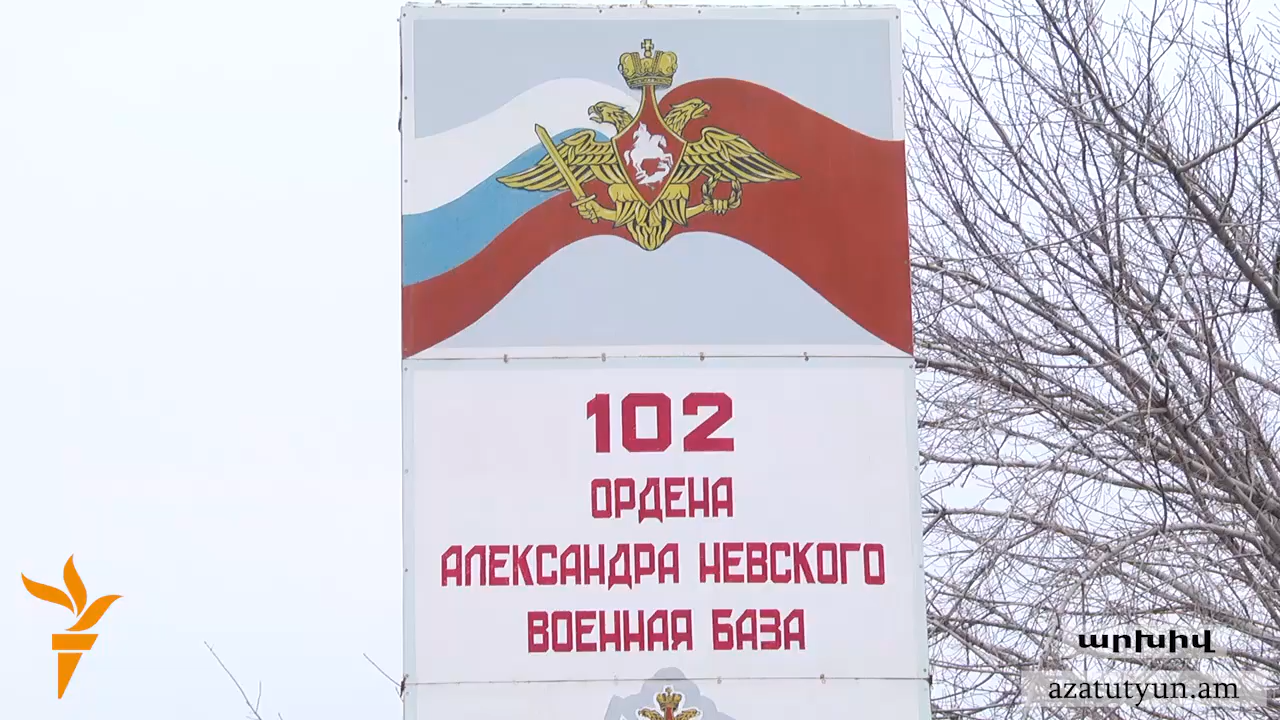 102
ОРДЕНА
АЛЕКСАНДРА НЕВСКОГО
ВОЕННАЯ БАЗА
արխիվ
azatutyun.am